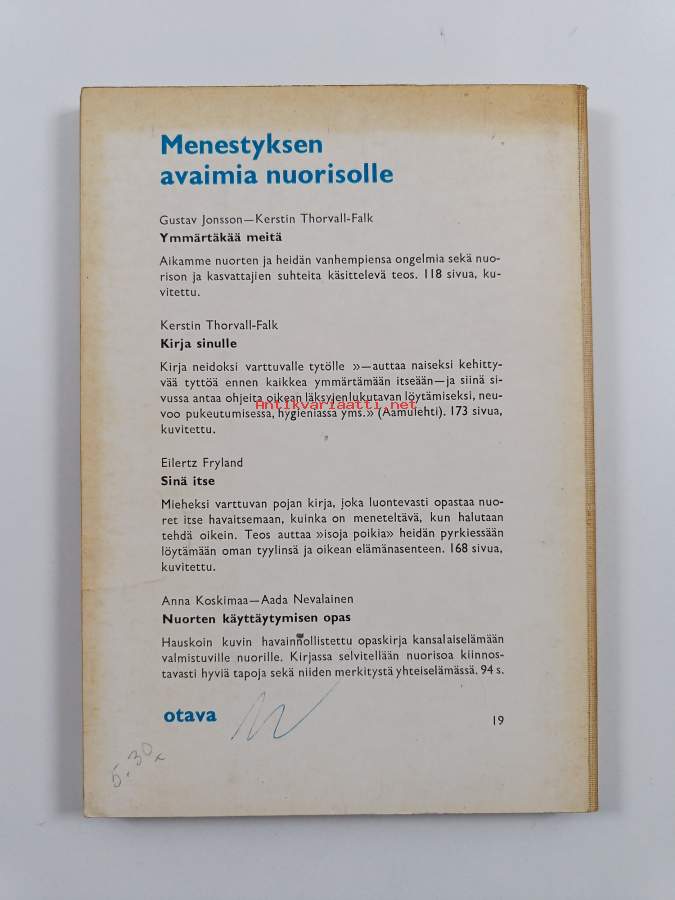 Menestyksen
avaimia nuorisolle
Gustav Jonsson—Kerstin Thorvall-Falk
Ymmärtäkää meitä
Aikamme nuorten ja heidän vanhempiensa ongelmia sekä nuo-
rison ja kasvattajien suhteita käsittelevä teos. 118 sivua, ku-
vitettu.
Kerstin Thorvall-Falk
Kirja sinulle
Kirja neidoksi varttuvalle tytölle »—auttaa naiseksi kehitty-
vää tyttöä ennen kaikkea ymmärtämään itseään—ja siinä si-
vussa antaa ohjeita oikean läksyjenlukutavan löytämiseksi, neu-
Antikvariaatti.net
voo pukeutumisessa, hygieniassa yms.» (Aamulehti). 173 sivua,
kuvitettu.
Eilertz Fryland
Sinä itse
Mieheksi varttuvan pojan kirja, joka luontevasti opastaa nuo-
ret itse havaitsemaan, kuinka on meneteltävä, kun halutaan
tehdä oikein. Teos auttaa »isoja poikia» heidän pyrkiessään
löytämään oman tyylinsä ja oikean elämänasenteen. 168 sivua,
kuvitettu.
Anna Koskimaa—Aada Nevalainen
Nuorten käyttäytymisen opas
Hauskoin kuvin havainnollistettu opaskirja kansalaiselämään
valmistuville nuorille. Kirjassa selvitellään nuorisoa kiinnos-
tavasti hyviä tapoja sekä niiden merkitystä yhteiselämässä. 94 s.
otava
19
5.30